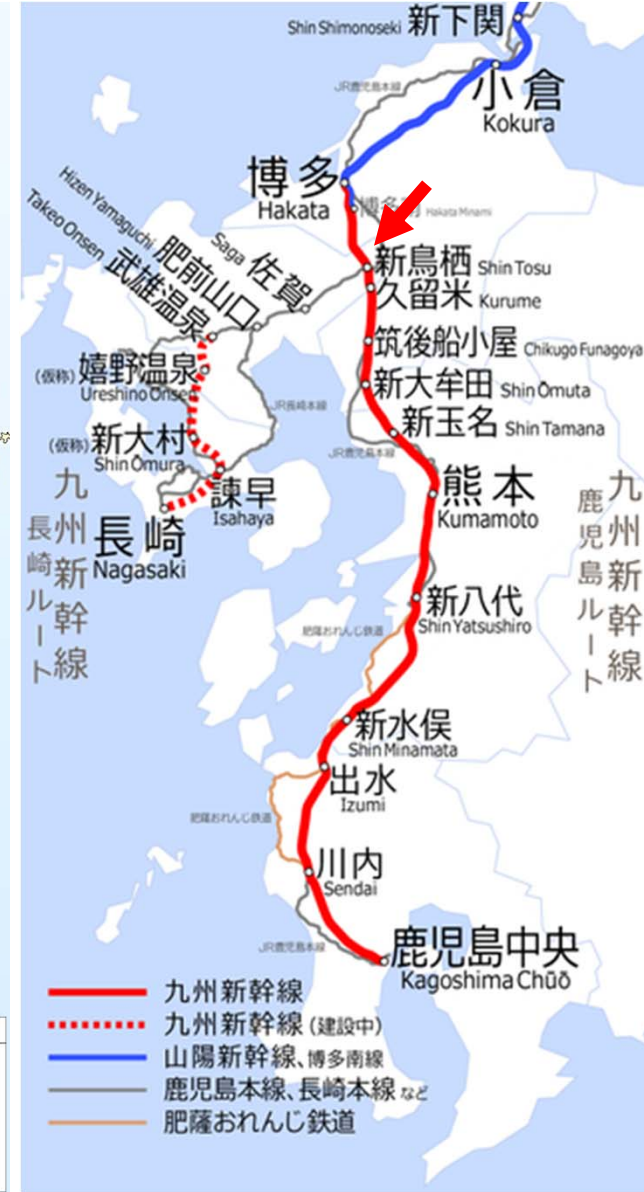 Shin Shimonoseki 新下関
JR鹿児島本線
小倉
Kokura
博多
Hakata
Hakata Minami
新鳥栖 Shin Tosu
久留米 Kurume
Saga 佐賀
Hizen Yamaguchi 肥前山口
Takeo Onsen 武雄温泉
筑後船小屋 Chikugo Funagoya
(仮称) 嬉野温泉
Ureshino Onsen
新大牟田 Shin Ōmuta
JR長崎本線
新玉名 Shin Tamana
(仮称) 新大村
Shin Ōmura
JR鹿児島本線
諫早
Isahaya
熊本
Kumamoto
長崎
Nagasaki
九州新幹線
長崎ルート
九州新幹線
鹿児島ルート
新八代
Shin Yatsushiro
肥薩おれんじ鉄道
新水俣
Shin Minamata
出水
Izumi
肥薩おれんじ鉄道
川内
Sendai
JR鹿児島本線
鹿児島中央
Kagoshima Chūō
九州新幹線
九州新幹線 (建設中)
山陽新幹線、博多南線
鹿児島本線、長崎本線 など
肥薩おれんじ鉄道